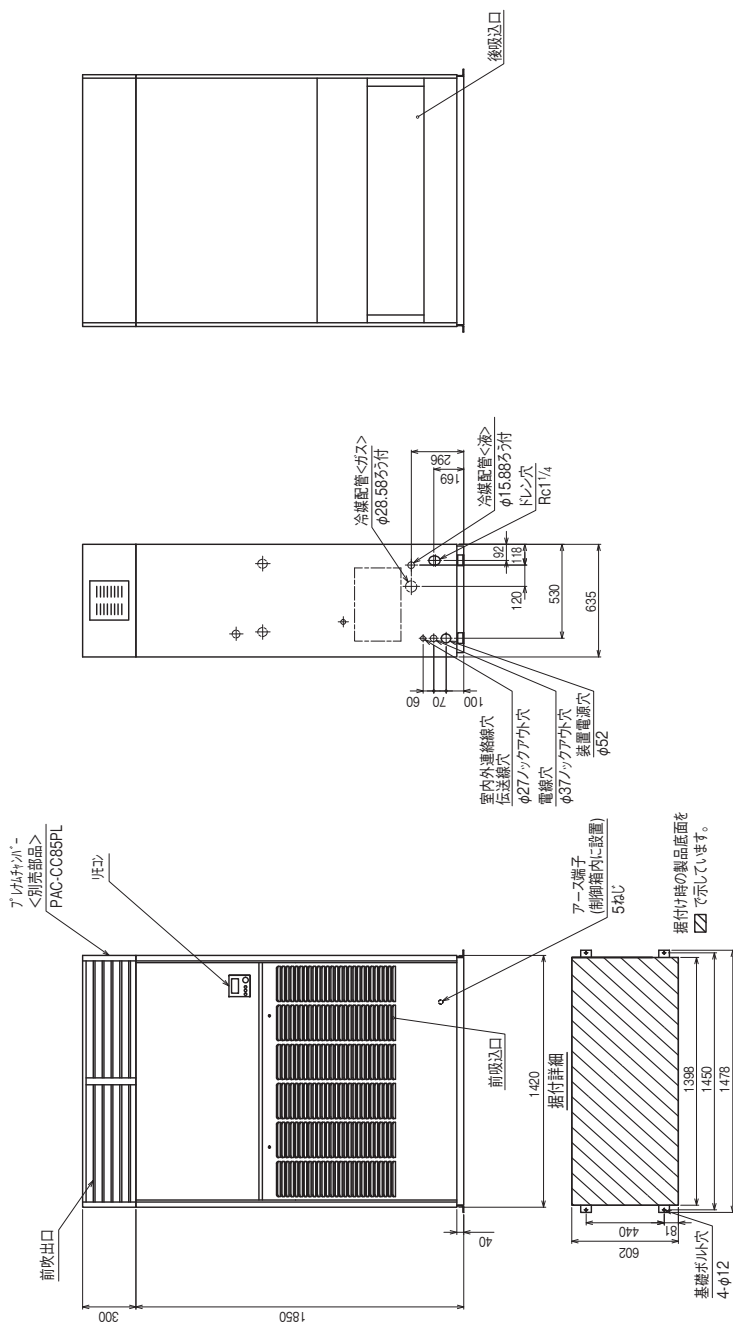 後吸込口
冷媒配管<ガス>
φ28.58ろう付
296
169
冷媒配管<液>
φ15.88ろう付
ドレン穴
Rc1¼
92
118
120
530
635
60
70
100
室内外連絡線穴
伝送線穴
φ27ノックアウト穴
電線穴
φ37ノックアウト穴
装置電源穴
φ52
プレナムチャンバー
<別売部品>
PAC-CC85PL
リモコン
アース端子
(制御箱内に設置)
5ねじ
前吸込口
前吹出口
300
1850
40
1420
据付詳細
据付け時の製品底面を
で示しています。
1398
1450
1478
602
440
81
基礎ボルト穴
4-φ12